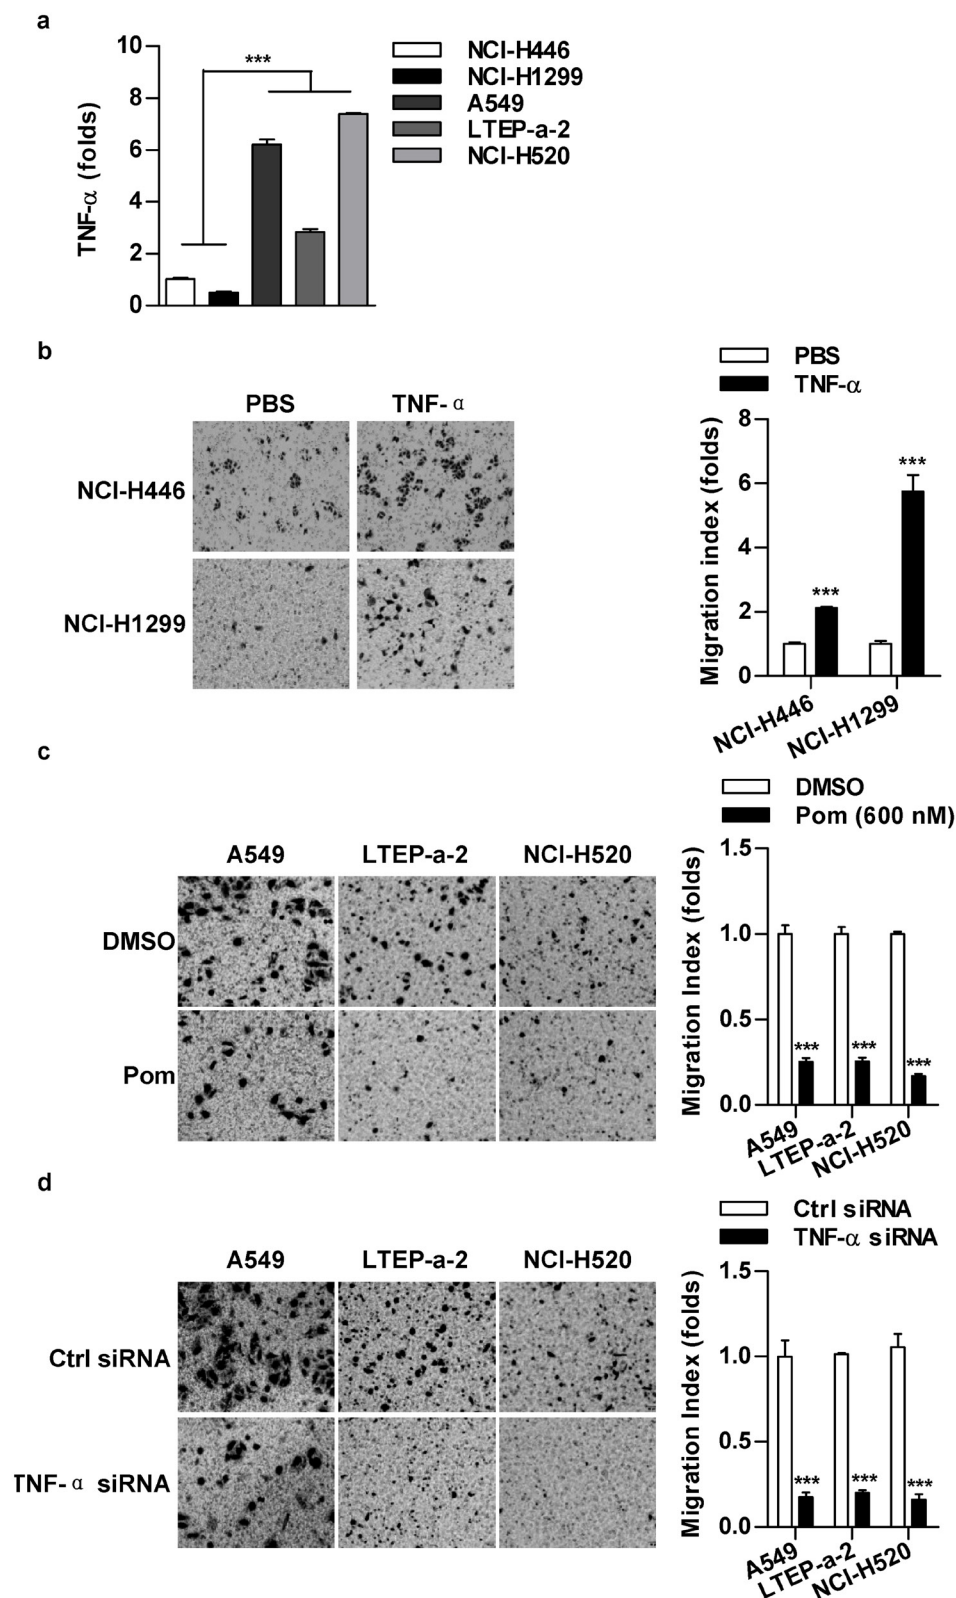 a
10
8
6
4
2
0
TNF-α (folds)
***
NCI-H446
NCI-H1299
A549
LTEP-a-2
NCI-H520
b
PBS
TNF-α
NCI-H446
NCI-H1299
PBS
TNF-α
Migration index (folds)
8
6
4
2
0
***
***
NCI-H446
NCI-H1299
c
A549
LTEP-a-2
NCI-H520
DMSO
Pom
DMSO
Pom (600 nM)
Migration Index (folds)
1.5
1.0
0.5
0.0
***
***
***
A549
LTEP-a-2
NCI-H520
d
A549
LTEP-a-2
NCI-H520
Ctrl siRNA
TNF-α siRNA
Ctrl siRNA
TNF-α siRNA
Migration Index (folds)
1.5
1.0
0.5
0.0
***
***
***
A549
LTEP-a-2
NCI-H520